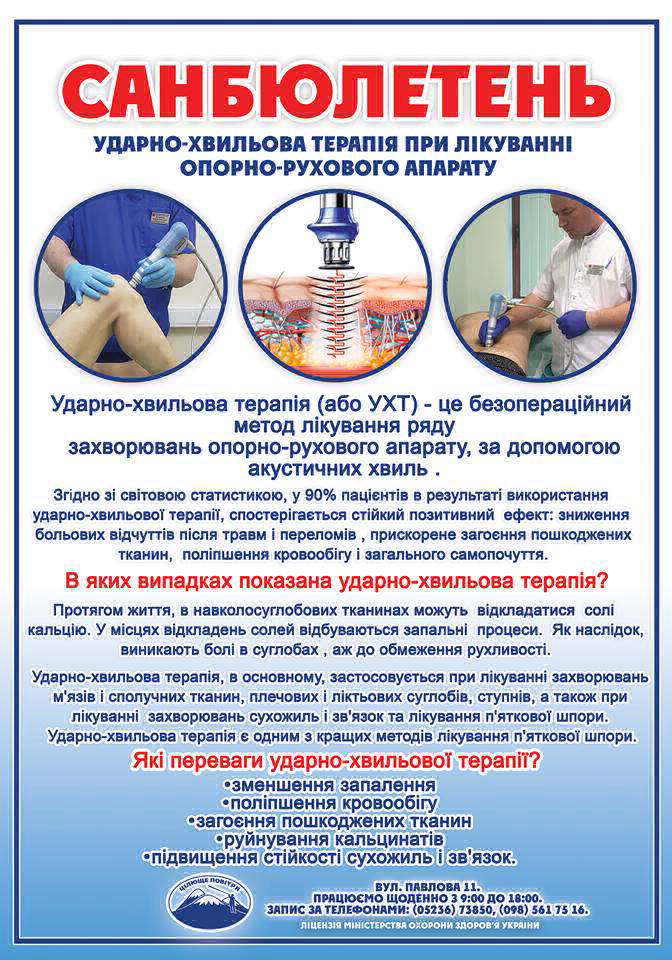 САНБЮЛЕТЕНЬ
УДАРНО-ХВИЛЬОВА ТЕРАПІЯ ПРИ ЛІКУВАННІ
ОПОРНО-РУХОВОГО АПАРАТУ
Ударно-хвильова терапія (або УХТ) - це безопераційний
метод лікування ряду
захворювань опорно-рухового апарату, за допомогою
акустичних хвиль .
Згідно зі світовою статистикою, у 90% пацієнтів в результаті використання
ударно-хвильової терапії, спостерігається стійкий позитивний ефект: зниження
больових відчуттів після травм і переломів , прискорене загоєння пошкоджених
тканин, поліпшення кровообігу і загального самопочуття.
В яких випадках показана ударно-хвильова терапія?
Протягом життя, в навколосуглобових тканинах можуть відкладатися солі
кальцію. У місцях відкладень солей відбуваються запальні процеси. Як наслідок,
виникають болі в суглобах , аж до обмеження рухливості.
Ударно-хвильова терапія, в основному, застосовується при лікуванні захворювань
м'язів і сполучних тканин, плечових і ліктьових суглобів, ступнів, а також при
лікуванні захворювань сухожиль і зв'язок та лікування п'яткової шпори.
Ударно-хвильова терапія є одним з кращих методів лікування п'яткової шпори.
Які переваги ударно-хвильової терапії?
•зменшення запалення
•поліпшення кровообігу
•загоєння пошкоджених тканин
•руйнування кальцинатів
•підвищення стійкості сухожиль і зв'язок.
ЦІЛЮЩЕ ПОВІТРЯ
ВУЛ. ПАВЛОВА 11.
ПРАЦЮЄМО ЩОДЕННО З 9:00 ДО 18:00.
ЗАПИС ЗА ТЕЛЕФОНАМИ: (05236) 73850, (098) 561 75 16.
ЛІЦЕНЗІЯ МІНІСТЕРСТВА ОХОРОНИ ЗДОРОВ'Я УКРАЇНИ